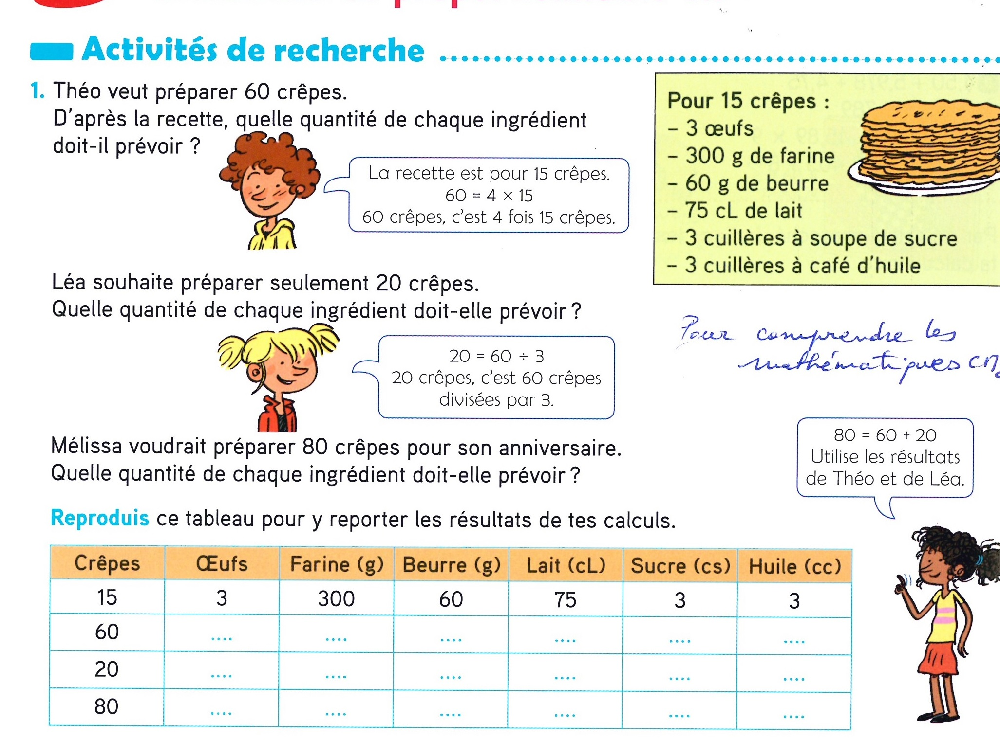 Activités de recherche
1. Théo veut préparer 60 crêpes.
D'après la recette, quelle quantité de chaque ingrédient
doit-il prévoir ?
La recette est pour 15 crêpes.
60 = 4 × 15
60 crêpes, c'est 4 fois 15 crêpes.
Pour 15 crêpes :
– 3 œufs
– 300 g de farine
– 60 g de beurre
– 75 cL de lait
– 3 cuillères à soupe de sucre
– 3 cuillères à café d'huile
Léa souhaite préparer seulement 20 crêpes.
Quelle quantité de chaque ingrédient doit-elle prévoir ?
20 = 60 ÷ 3
20 crêpes, c'est 60 crêpes
divisées par 3.
Pour comprendre les
mathématiques
Mélissa voudrait préparer 80 crêpes pour son anniversaire.
Quelle quantité de chaque ingrédient doit-elle prévoir ?
80 = 60 + 20
Utilise les résultats
de Théo et de Léa.
Reproduis ce tableau pour y reporter les résultats de tes calculs.
Crêpes Œufs Farine (g) Beurre (g) Lait (cL) Sucre (cs) Huile (cc)
15 3 300 60 75 3 3
60 .... .... .... .... .... ....
20 .... .... .... .... .... ....
80 .... .... .... .... .... ....